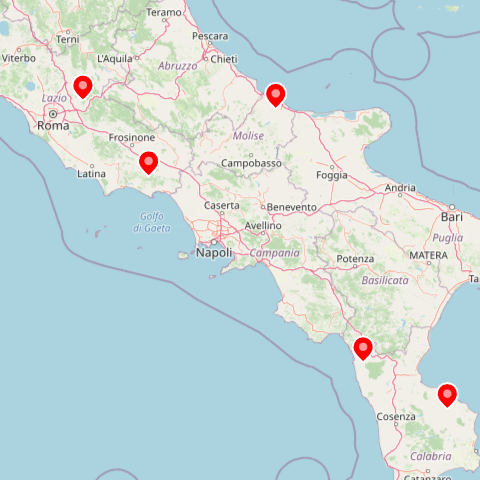 Teramo
Terni
Pescara
Viterbo
L'Aquila
Chieti
Abruzzo
Lazio
Roma
Frosinone
Molise
Latina
Campobasso
Foggia
Andria
Caserta
Benevento
Golfo
di Gaeta
Bari
Avellino
Napoli
Campania
Puglia
Potenza
MATERA
Basilicata
Ta
Cosenza
Calabria
Catanzaro